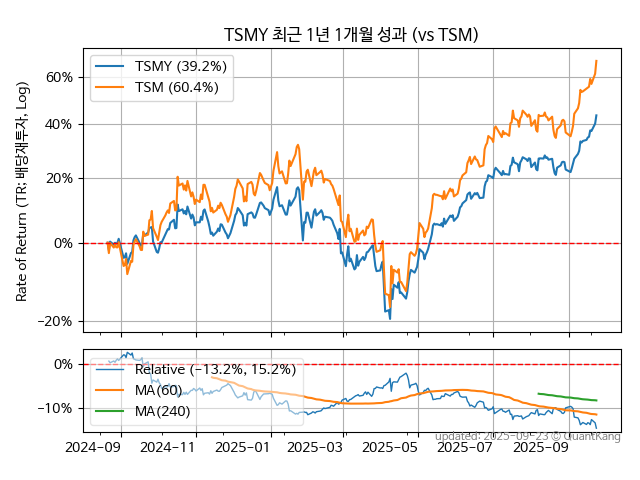 TSMY 최근 1년 1개월 성과 (vs TSM)
Rate of Return (TR: 배당재투자, Log)
60%
40%
20%
0%
−20%
TSMY (39.2%)
TSM (60.4%)
0%
−10%
Relative (−13.2%, 15.2%)
MA(60)
MA(240)
updated: 2025-09-23 © QuantKang
2024−09
2024−11
2025−01
2025−03
2025−05
2025−07
2025−09